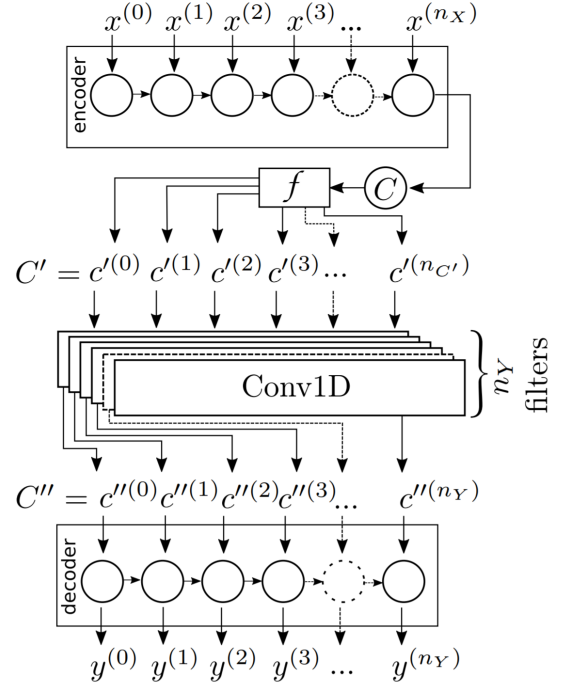 x^(0) x^(1) x^(2) x^(3) ... x^(n_X)
encoder
f C
C' = c'^(0) c'^(1) c'^(2) c'^(3) ... c'^(n_C')
Conv1D
n_Y
filters
C'' = c''^(0) c''^(1) c''^(2) c''^(3) ... c''^(n_Y)
decoder
y^(0) y^(1) y^(2) y^(3) ... y^(n_Y)